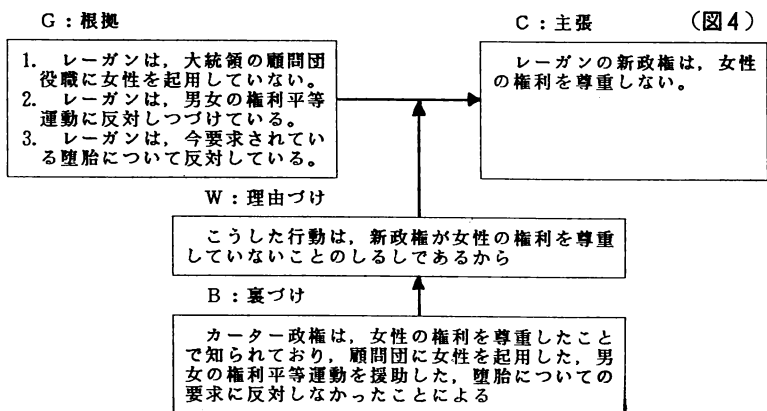 G:根拠
C:主張
(図4)
1. レーガンは,大統領の顧問団
役職に女性を起用していない。
2. レーガンは,男女の権利平等
運動に反対しつづけている。
3. レーガンは,今要求されてい
る堕胎について反対している。
レーガンの新政権は,女性
の権利を尊重しない。
W:理由づけ
こうした行動は,新政権が女性の権利を尊重
していないことのしるしであるから
B:裏づけ
カーター政権は,女性の権利を尊重したこと
で知られており,顧問団に女性を起用した,男
女の権利平等運動を援助した,堕胎についての
要求に反対しなかったことによる